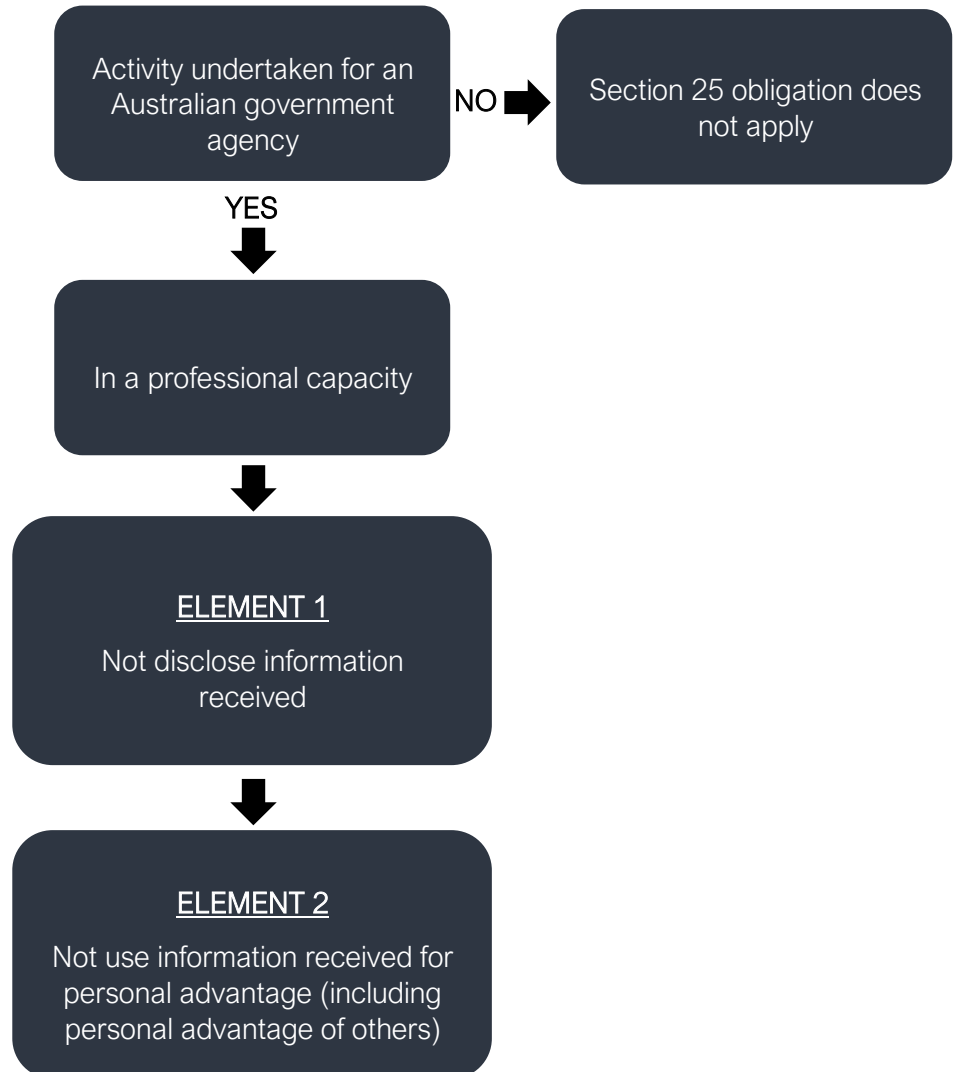 Activity undertaken for an
Australian government
agency
NO
Section 25 obligation does
not apply
YES
In a professional capacity
ELEMENT 1
Not disclose information
received
ELEMENT 2
Not use information received for
personal advantage (including
personal advantage of others)